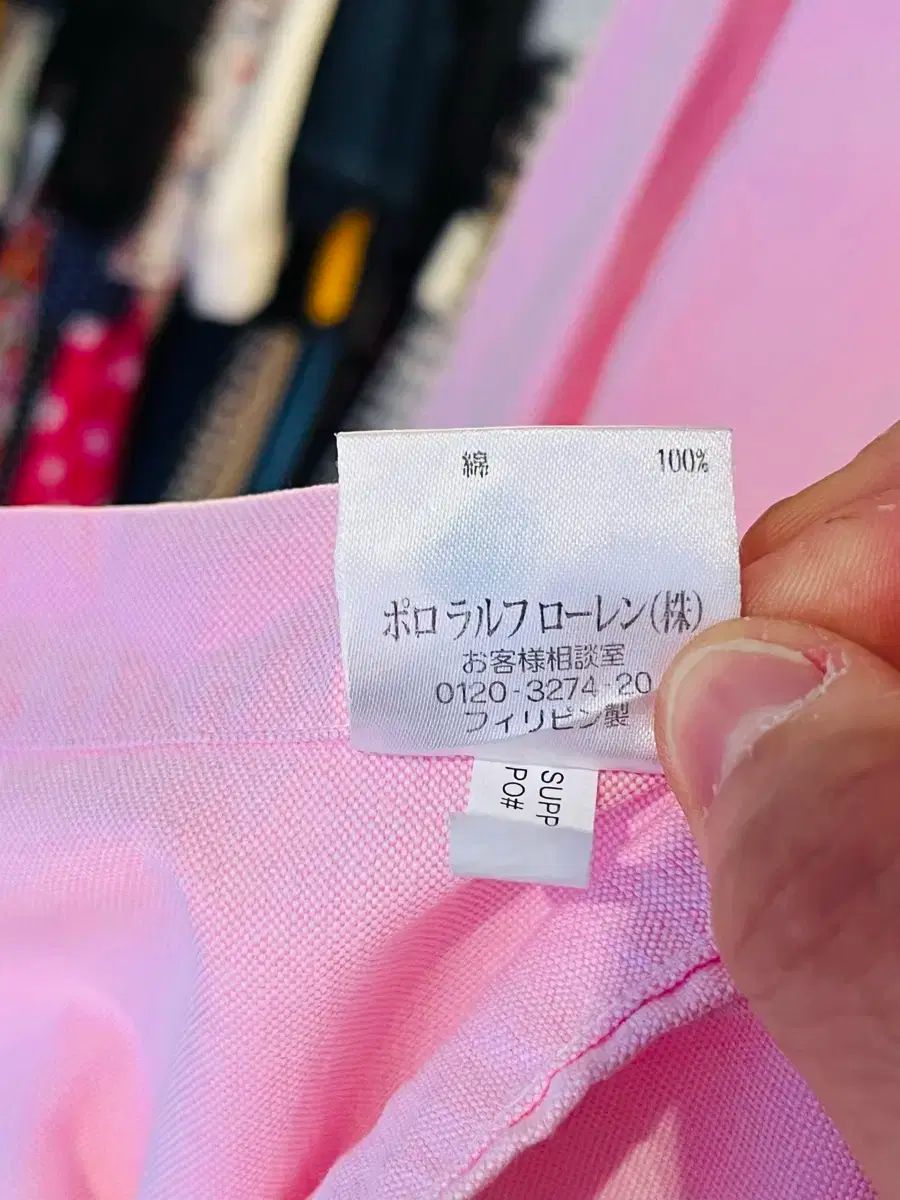 綿 100%
ポロ ラルフ ローレン(株)
お客様相談室
0120-3274-20
フィリピン製
SUPP
PO#